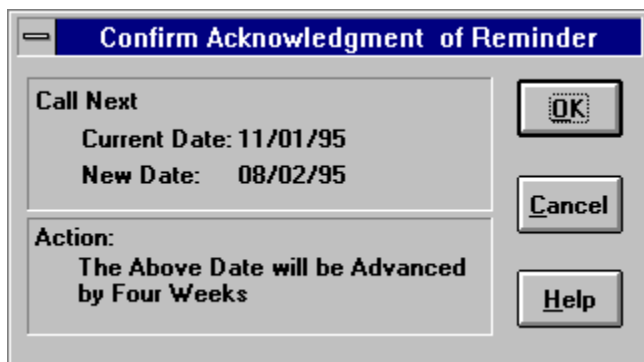 Confirm Acknowledgment of Reminder
Call Next
Current Date: 11/01/95
New Date: 08/02/95
OK
Cancel
Action:
The Above Date will be Advanced
by Four Weeks
Help